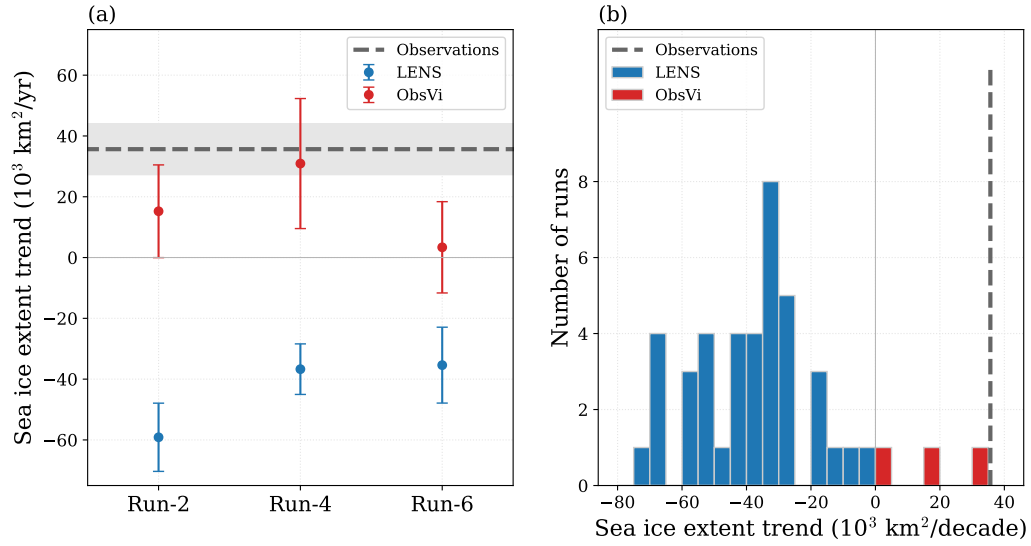 (a)
Sea ice extent trend (10³ km²/yr)
60
40
20
0
−20
−40
−60
Run-2 Run-4 Run-6
Observations
LENS
ObsVi
(b)
Number of runs
8
6
4
2
0
−80 −60 −40 −20 0 20 40
Sea ice extent trend (10³ km²/decade)
Observations
LENS
ObsVi